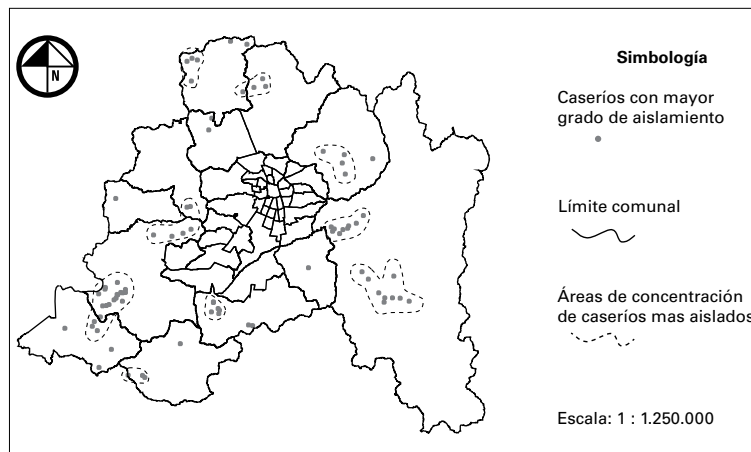 N
Simbología
Caseríos con mayor
grado de aislamiento
Límite comunal
Áreas de concentración
de caseríos mas aislados
Escala: 1 : 1.250.000